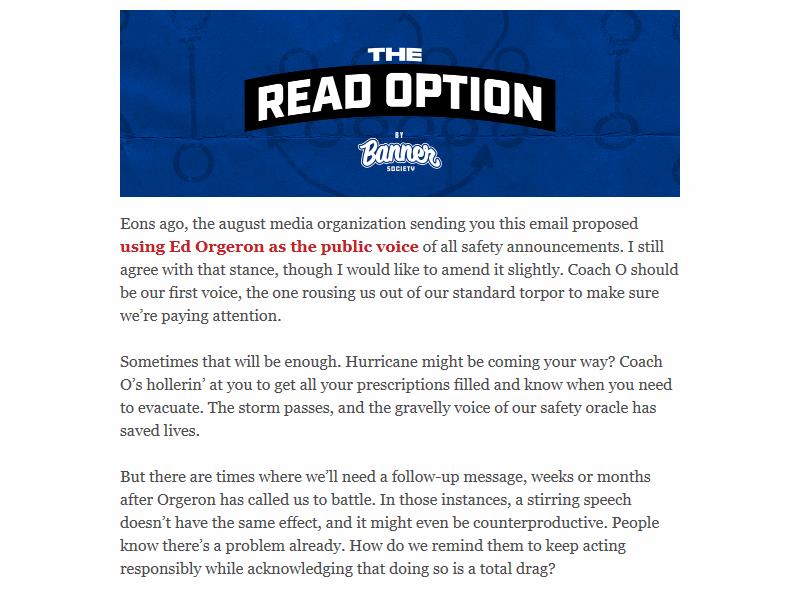 THE
READ OPTION
BY
Banner
SOCIETY
Eons ago, the august media organization sending you this email proposed
using Ed Orgeron as the public voice of all safety announcements. I still
agree with that stance, though I would like to amend it slightly. Coach O should
be our first voice, the one rousing us out of our standard torpor to make sure
we’re paying attention.
Sometimes that will be enough. Hurricane might be coming your way? Coach
O’s hollerin’ at you to get all your prescriptions filled and know when you need
to evacuate. The storm passes, and the gravelly voice of our safety oracle has
saved lives.
But there are times where we’ll need a follow-up message, weeks or months
after Orgeron has called us to battle. In those instances, a stirring speech
doesn’t have the same effect, and it might even be counterproductive. People
know there’s a problem already. How do we remind them to keep acting
responsibly while acknowledging that doing so is a total drag?